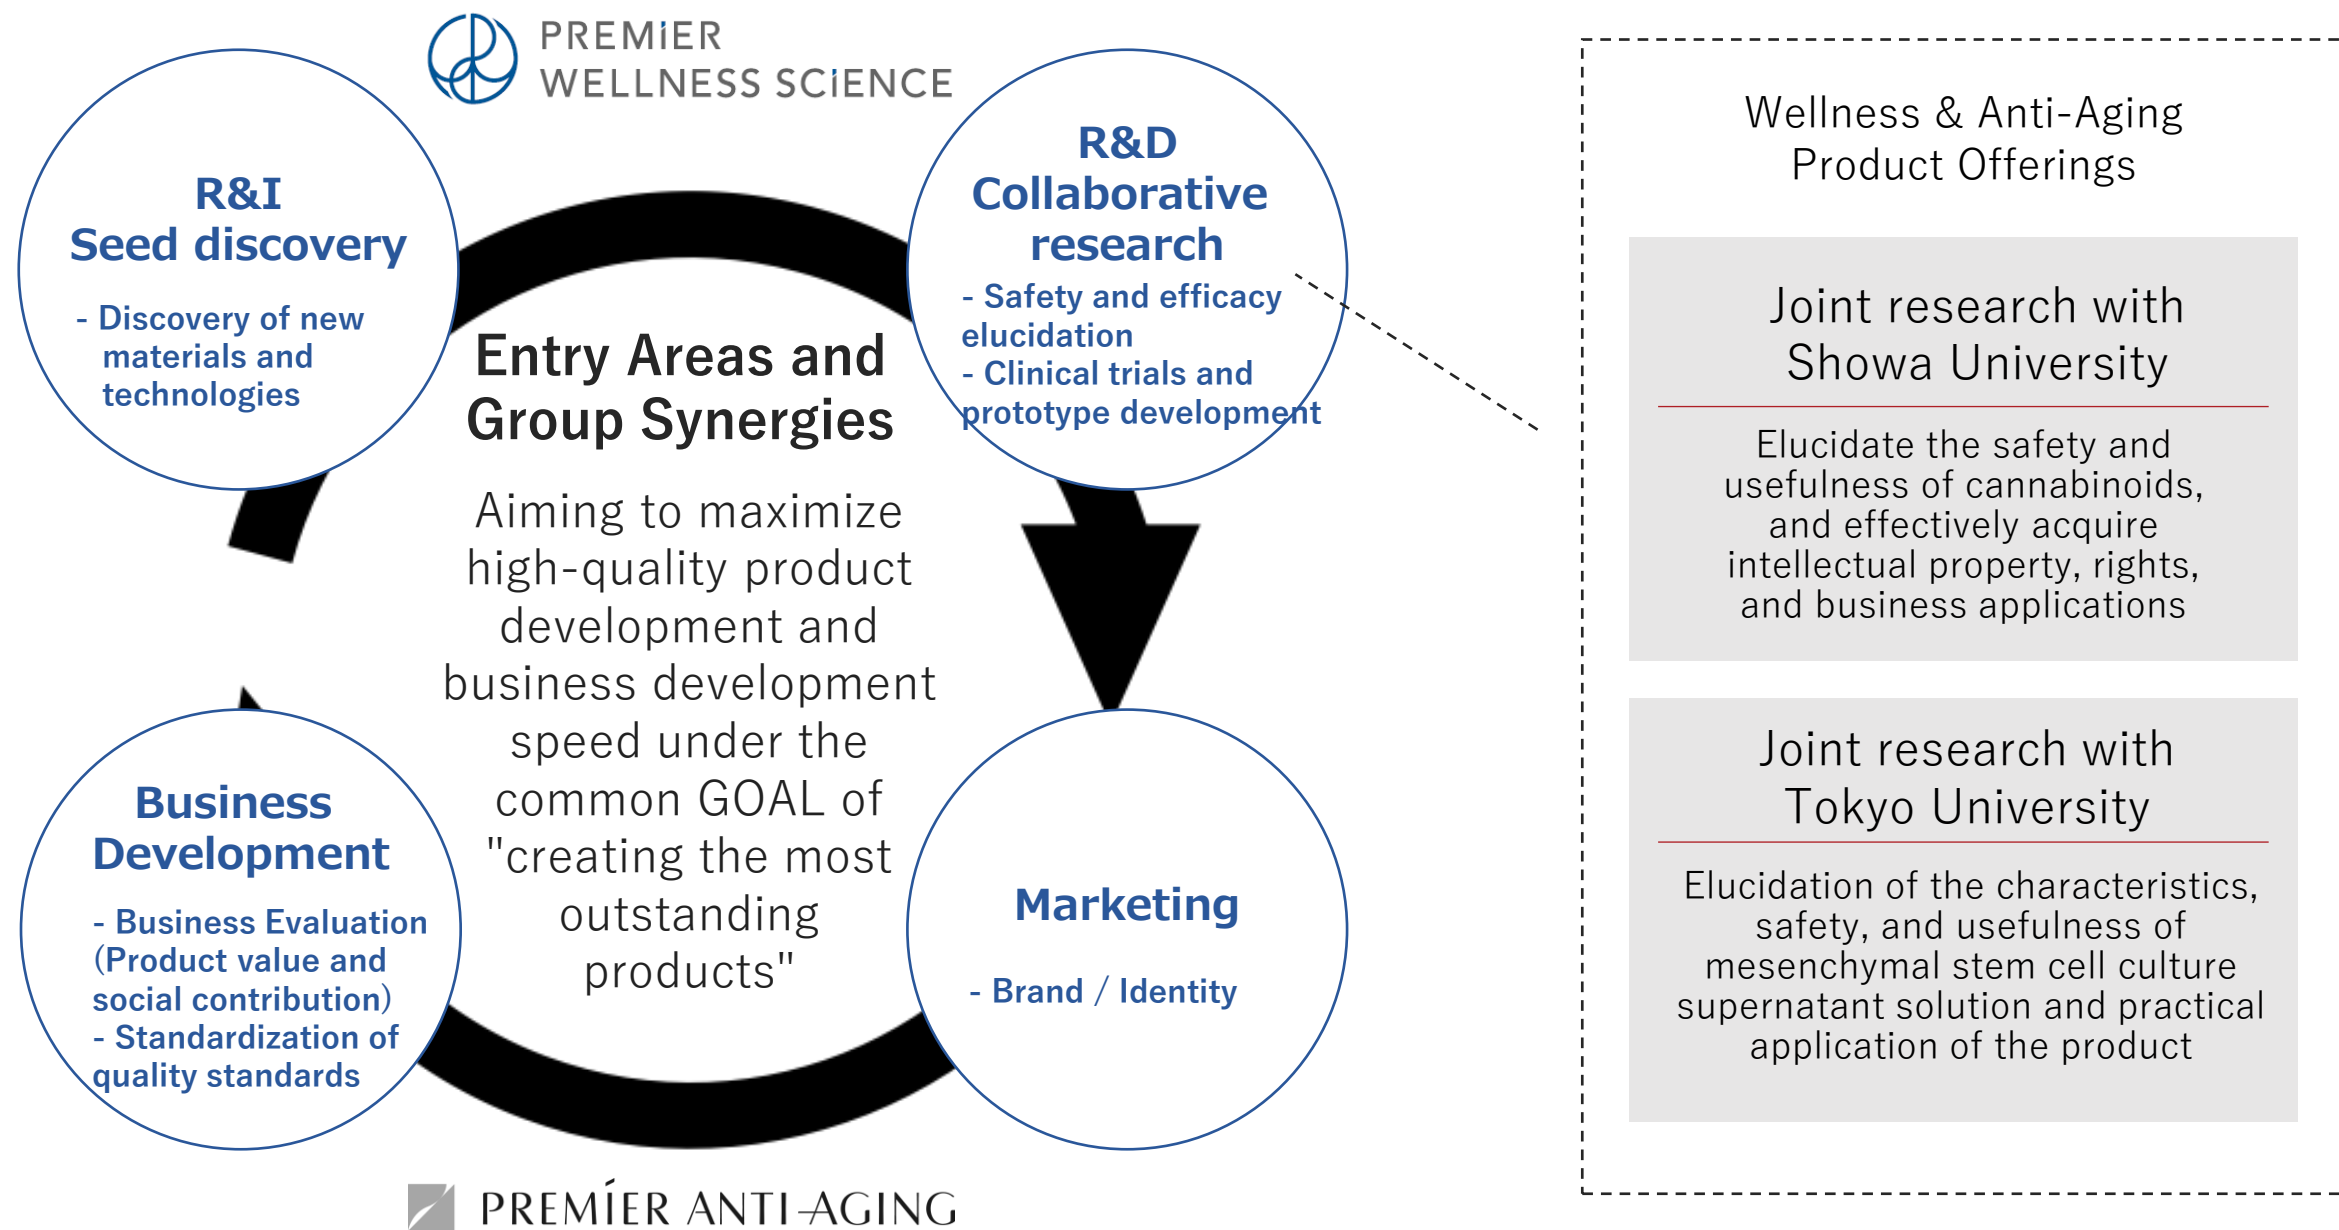 PREMiER
WELLNESS SCiENCE
R&I
Seed discovery
- Discovery of new
materials and
technologies
R&D
Collaborative
research
- Safety and efficacy
elucidation
- Clinical trials and
prototype development
Entry Areas and
Group Synergies
Aiming to maximize
high-quality product
development and
business development
speed under the
common GOAL of
"creating the most
outstanding
products"
Business
Development
- Business Evaluation
(Product value and
social contribution)
- Standardization of
quality standards
Marketing
- Brand / Identity
PREMÍER ANTI-AGING
Wellness & Anti-Aging
Product Offerings
Joint research with
Showa University
Elucidate the safety and
usefulness of cannabinoids,
and effectively acquire
intellectual property, rights,
and business applications
Joint research with
Tokyo University
Elucidation of the characteristics,
safety, and usefulness of
mesenchymal stem cell culture
supernatant solution and practical
application of the product